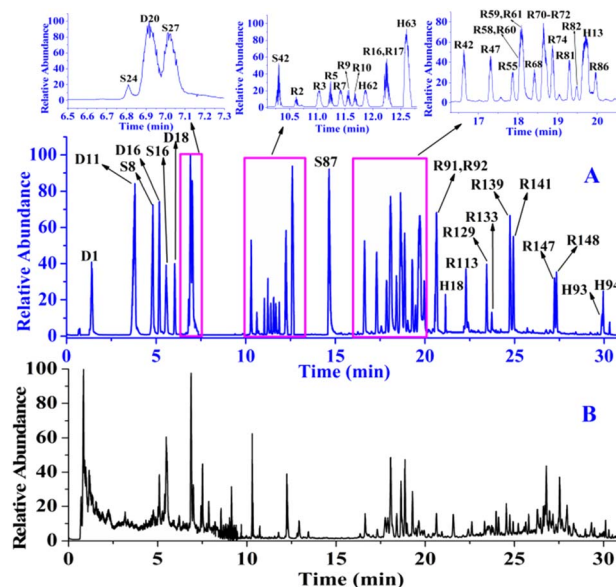 Relative Abundance
100
80
60
40
20
0
S24
D20
S27
6.5 6.6 6.7 6.8 6.9 7.0 7.1 7.2 7.3
Time (min)
Relative Abundance
100
80
60
40
20
0
S42
R2
R3
R5
R7
R9
R10
H62
R16,R17
H63
10.5 11.0 11.5 12.0 12.5
Time (min)
Relative Abundance
100
80
60
40
20
0
R42
R47
R55
R58,R60
R59,R61
R68
R70-R72
R74
R81
R82
H13
R86
17 18 19 20
Time (min)
A
Relative Abundance
100
80
60
40
20
0
D1
D11
S8
D16
S16
D18
S87
R91,R92
H18
R113
R129
R133
R139
R141
R147
R148
H93
H94
0 5 10 15 20 25 30
Time (min)
B
Relative Abundance
100
80
60
40
20
0
0 5 10 15 20 25 30
Time (min)